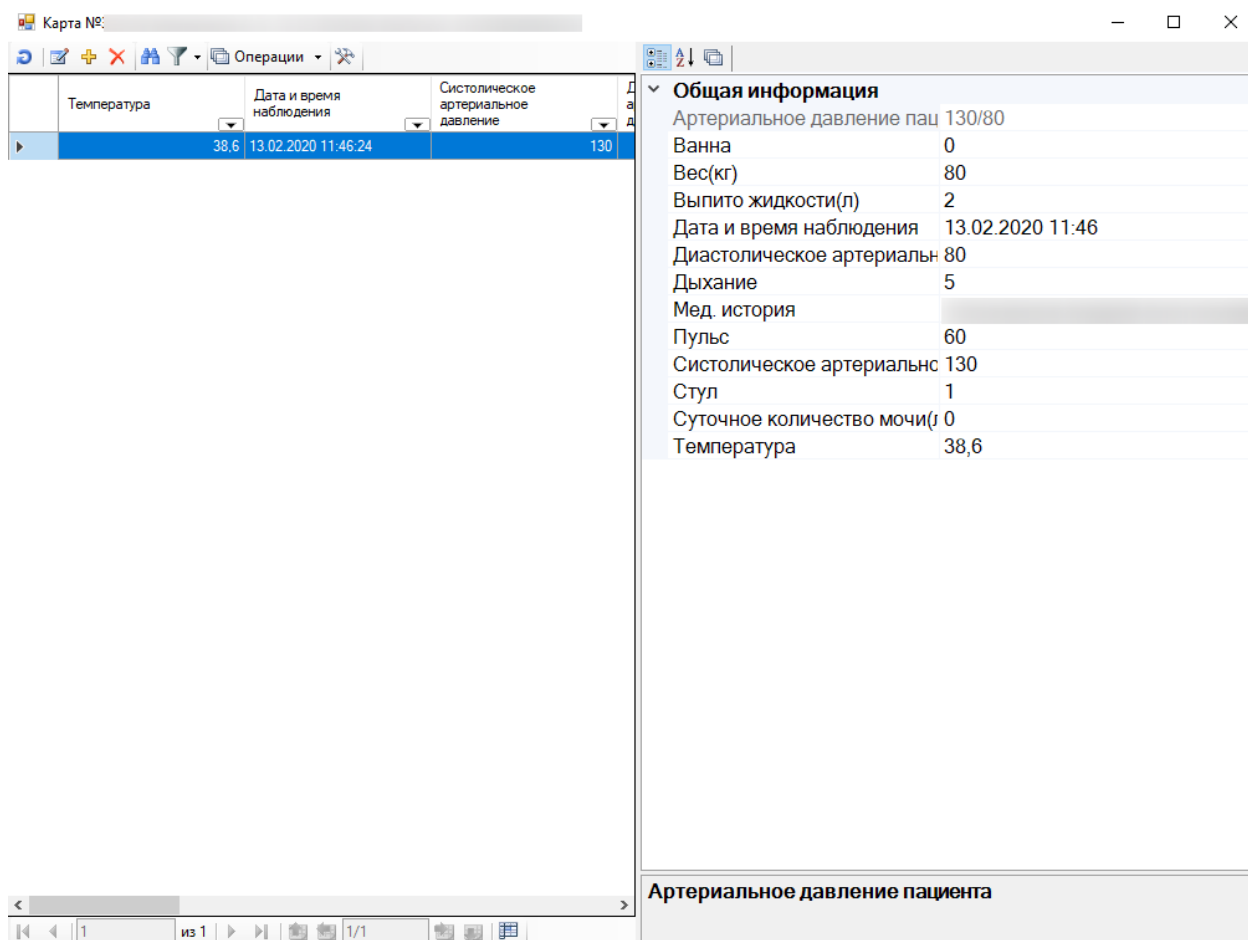 Карта №:
Операции
Температура
Дата и время
наблюдения
Систолическое
артериальное
давление
38,6 13.02.2020 11:46:24 130
1 из 1 1/1
Общая информация
Артериальное давление пац 130/80
Ванна 0
Вес(кг) 80
Выпито жидкости(л) 2
Дата и время наблюдения 13.02.2020 11:46
Диастолическое артериальн 80
Дыхание 5
Мед. история
Пульс 60
Систолическое артериально 130
Стул 1
Суточное количество мочи(л 0
Температура 38,6
Артериальное давление пациента